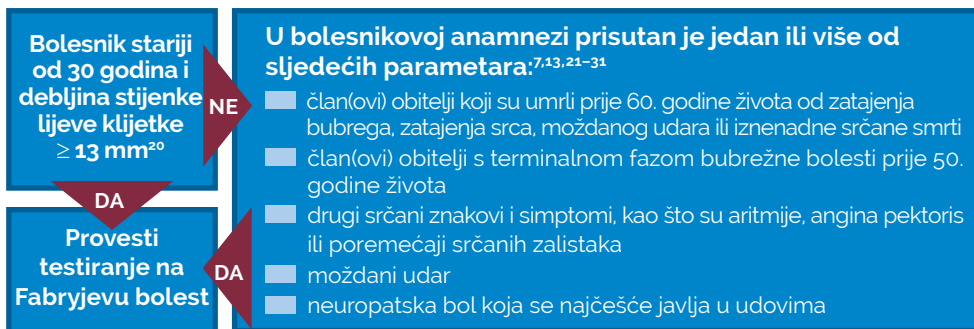 Bolesnik stariji
od 30 godina i
debljina stijenke
lijeve klijetke
≥ 13 mm²⁰
NE
U bolesnikovoj anamnezi prisutan je jedan ili više od
sljedećih parametara:⁷,¹³,²¹⁻³¹
član(ovi) obitelji koji su umrli prije 60. godine života od zatajenja
bubrega, zatajenja srca, moždanog udara ili iznenadne srčane smrti
član(ovi) obitelji s terminalnom fazom bubrežne bolesti prije 50.
godine života
drugi srčani znakovi i simptomi, kao što su aritmije, angina pektoris
ili poremećaji srčanih zalistaka
moždani udar
neuropatska bol koja se najčešće javlja u udovima
DA
DA
Provesti
testiranje na
Fabryjevu bolest